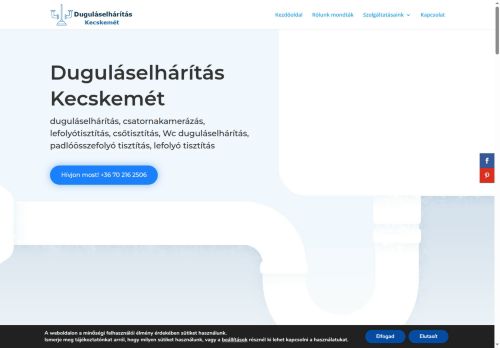 Duguláselhárítás
Kecskemét
Kezdőoldal Rólunk mondták Szolgáltatásaink Kapcsolat
Duguláselhárítás
Kecskemét
duguláselhárítás, csatornakamerázás,
lefolyótisztítás, csőtisztítás, Wc duguláselhárítás,
padlóösszefolyó tisztító, lefolyó tisztítás
Hívjon most! +36 70 216 2506
A weboldalon a minőségi felhasználói élmény érdekében sütiket használunk.
Ismerje meg tájékoztatónkat arról, hogy milyen sütiket használunk, vagy a beállítások résznél ki lehet kapcsolni a használatukat.
Elfogad
Elutasít